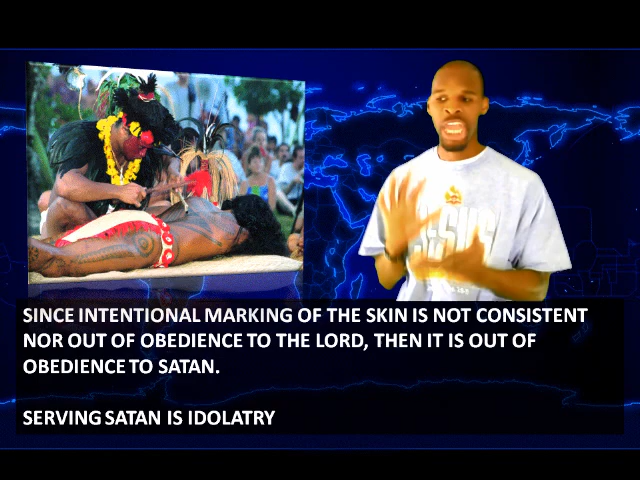 JESUS
SINCE INTENTIONAL MARKING OF THE SKIN IS NOT CONSISTENT
NOR OUT OF OBEDIENCE TO THE LORD, THEN IT IS OUT OF
OBEDIENCE TO SATAN.
SERVING SATAN IS IDOLATRY